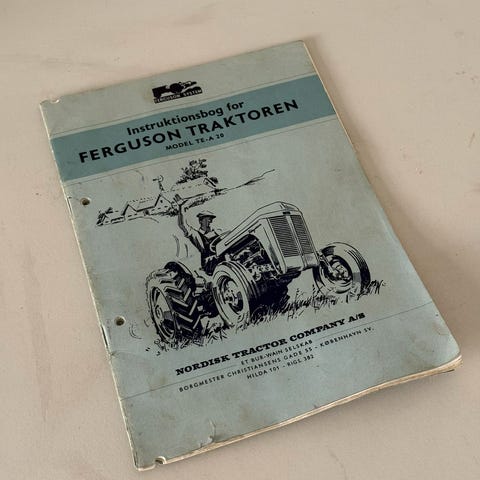 FERGUSON SYSTEM
Instruktionsbog for
FERGUSON TRAKTOREN
MODEL TE-A 20
NORDISK TRACTOR COMPANY A/S
ET BUR-WAIN SELSKAB
BORGMESTER CHRISTIANSENS GADE 55 - KØBENHAVN SV.
HILDA 101 - RIGS. 382